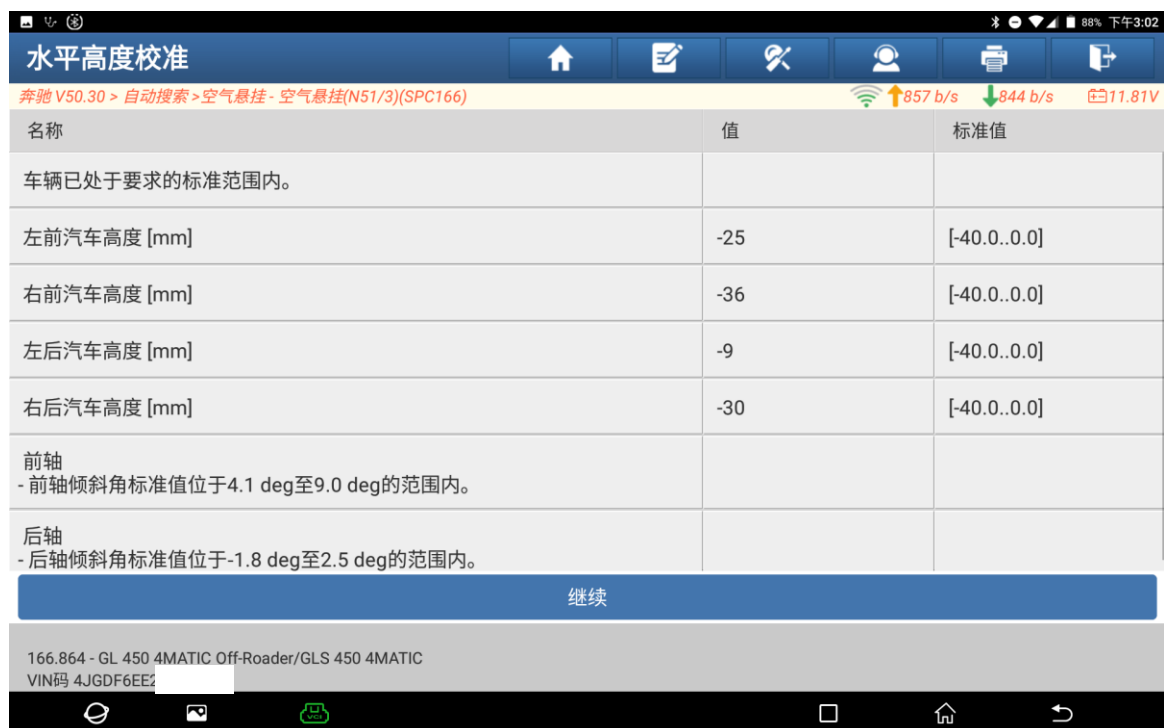 88% 下午3:02
水平高度校准
奔驰 V50.30 > 自动搜索 >空气悬挂 - 空气悬挂(N51/3)(SPC166)
857 b/s 844 b/s 11.81V
名称 值 标准值
车辆已处于要求的标准范围内。
左前汽车高度 [mm] -25 [-40.0..0.0]
右前汽车高度 [mm] -36 [-40.0..0.0]
左后汽车高度 [mm] -9 [-40.0..0.0]
右后汽车高度 [mm] -30 [-40.0..0.0]
前轴
- 前轴倾斜角标准值位于4.1 deg至9.0 deg的范围内。
后轴
- 后轴倾斜角标准值位于-1.8 deg至2.5 deg的范围内。
继续
166.864 - GL 450 4MATIC Off-Roader/GLS 450 4MATIC
VIN码 4JGDF6EE2
VCI